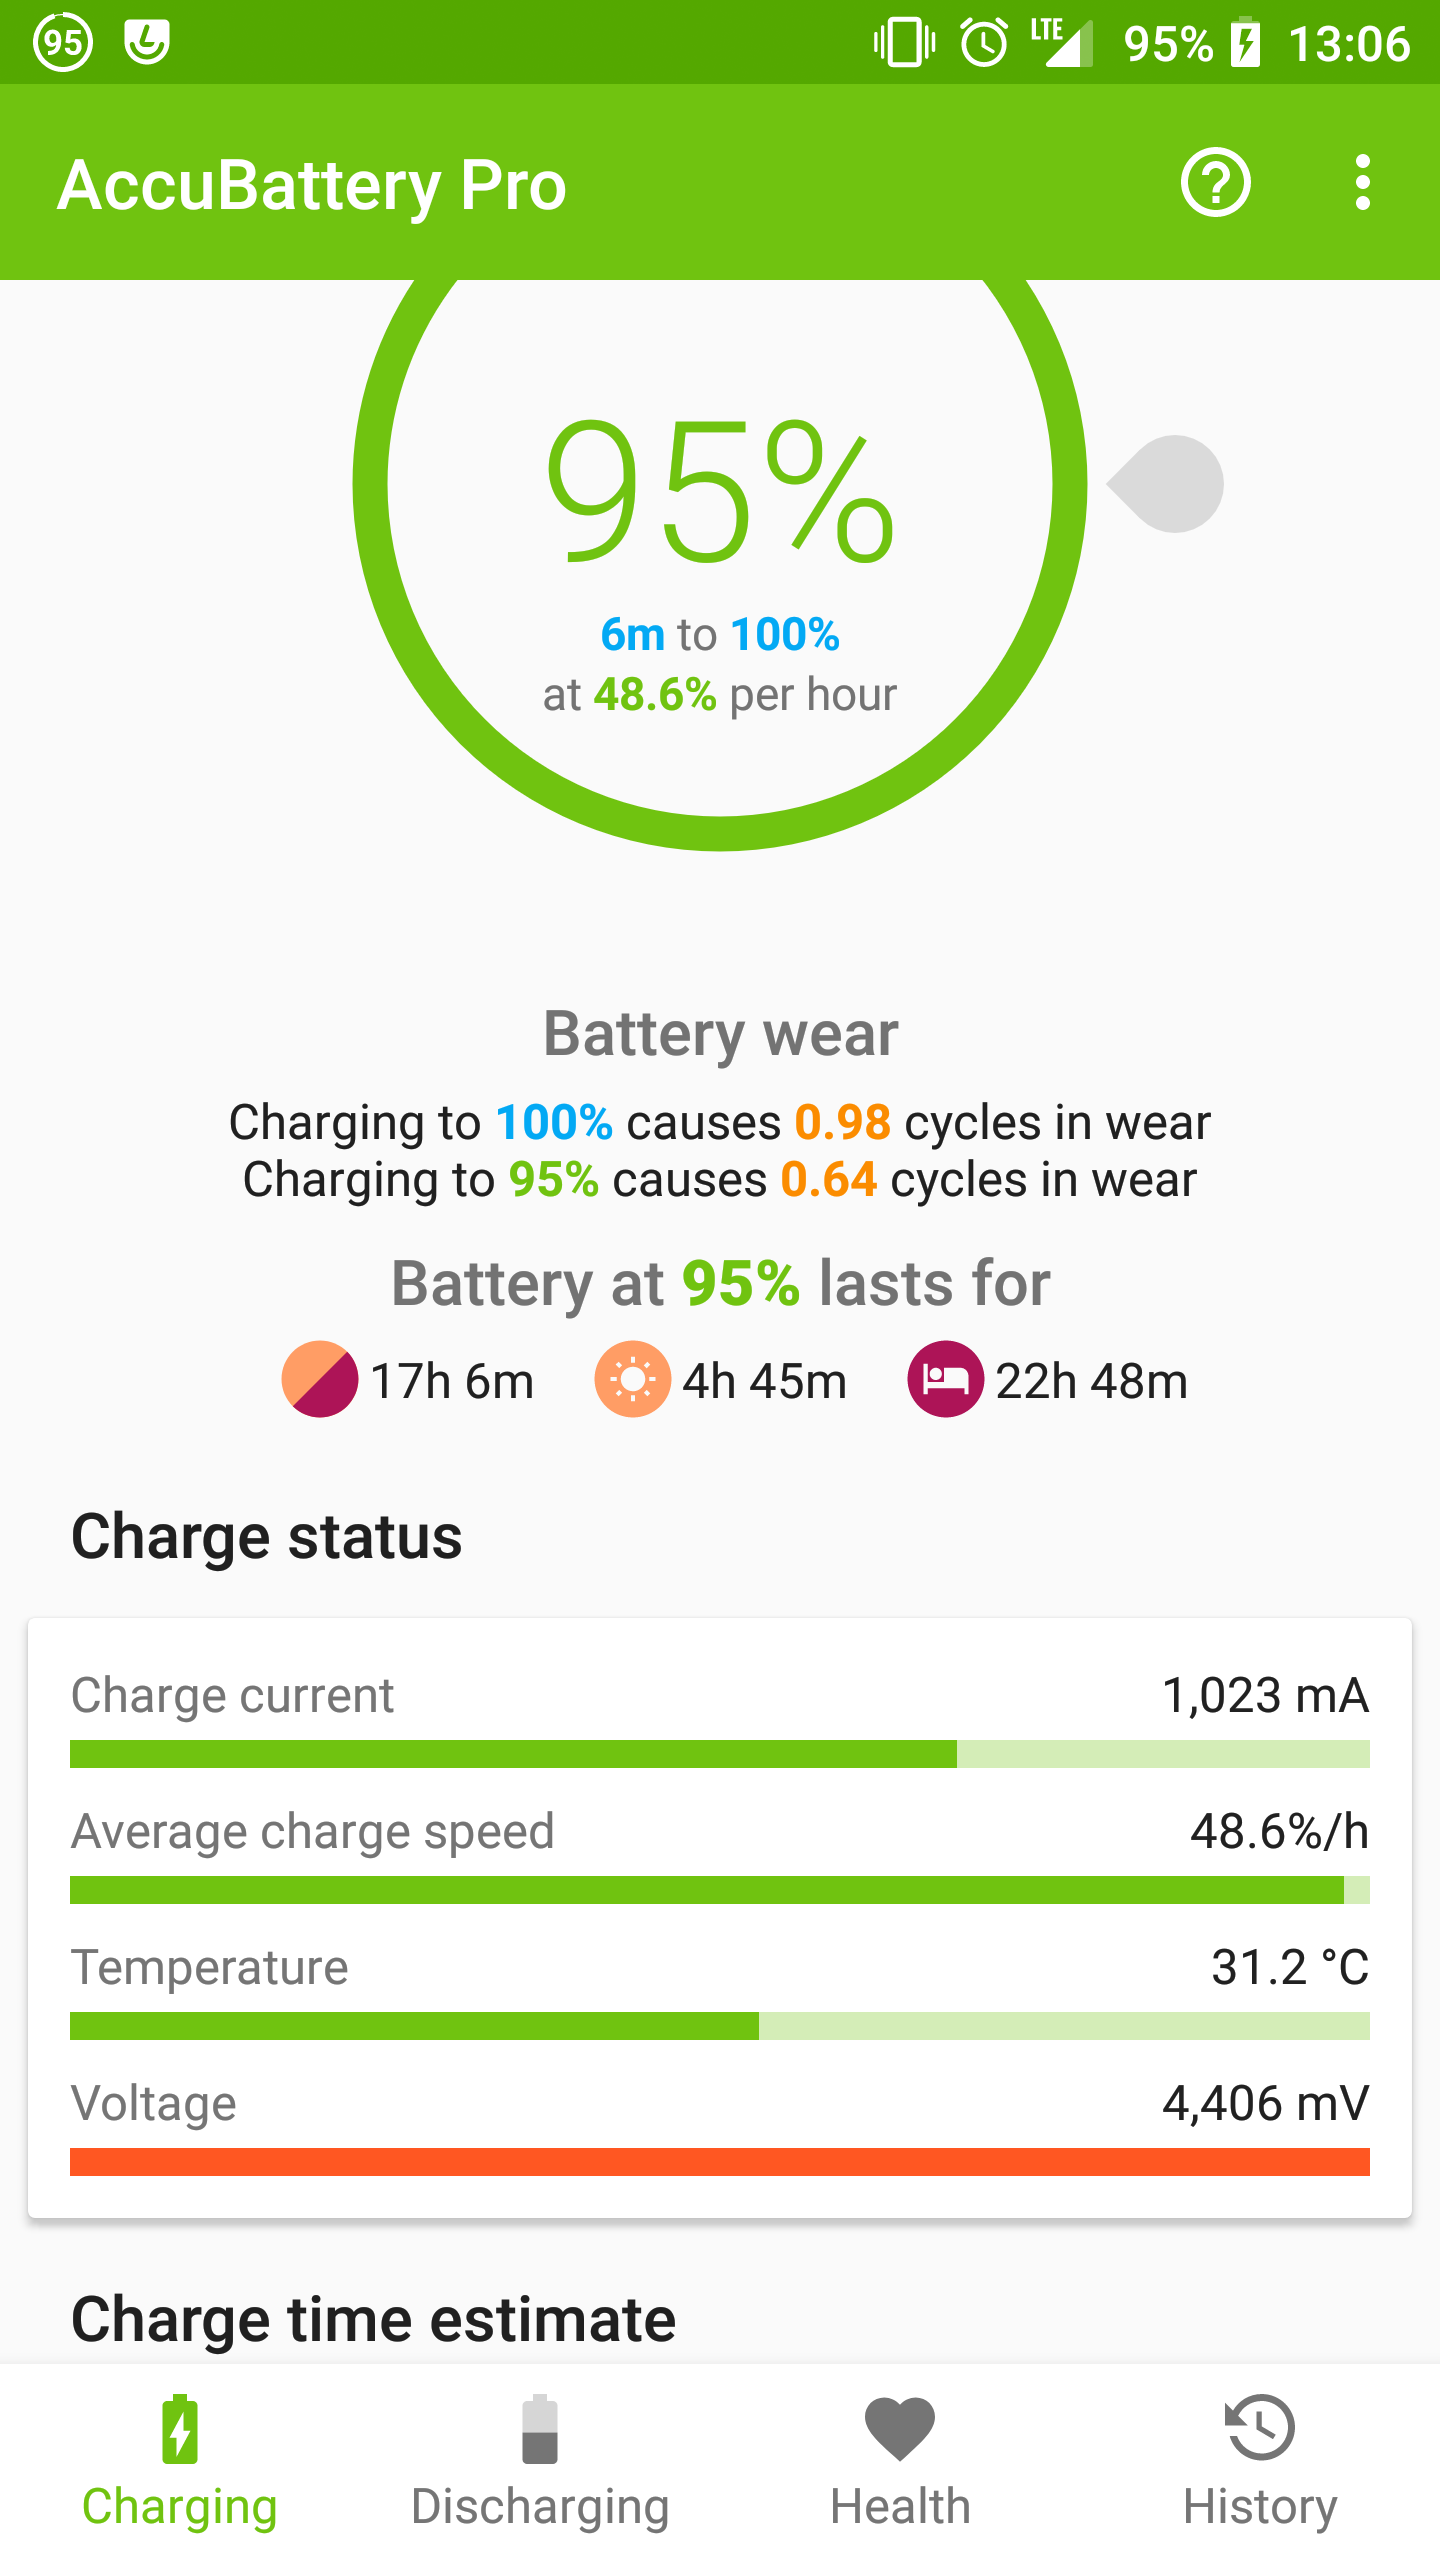 95 LTE 95% 13:06
AccuBattery Pro
95%
6m to 100%
at 48.6% per hour
Battery wear
Charging to 100% causes 0.98 cycles in wear
Charging to 95% causes 0.64 cycles in wear
Battery at 95% lasts for
17h 6m 4h 45m 22h 48m
Charge status
Charge current 1,023 mA
Average charge speed 48.6%/h
Temperature 31.2 °C
Voltage 4,406 mV
Charge time estimate
Charging Discharging Health History